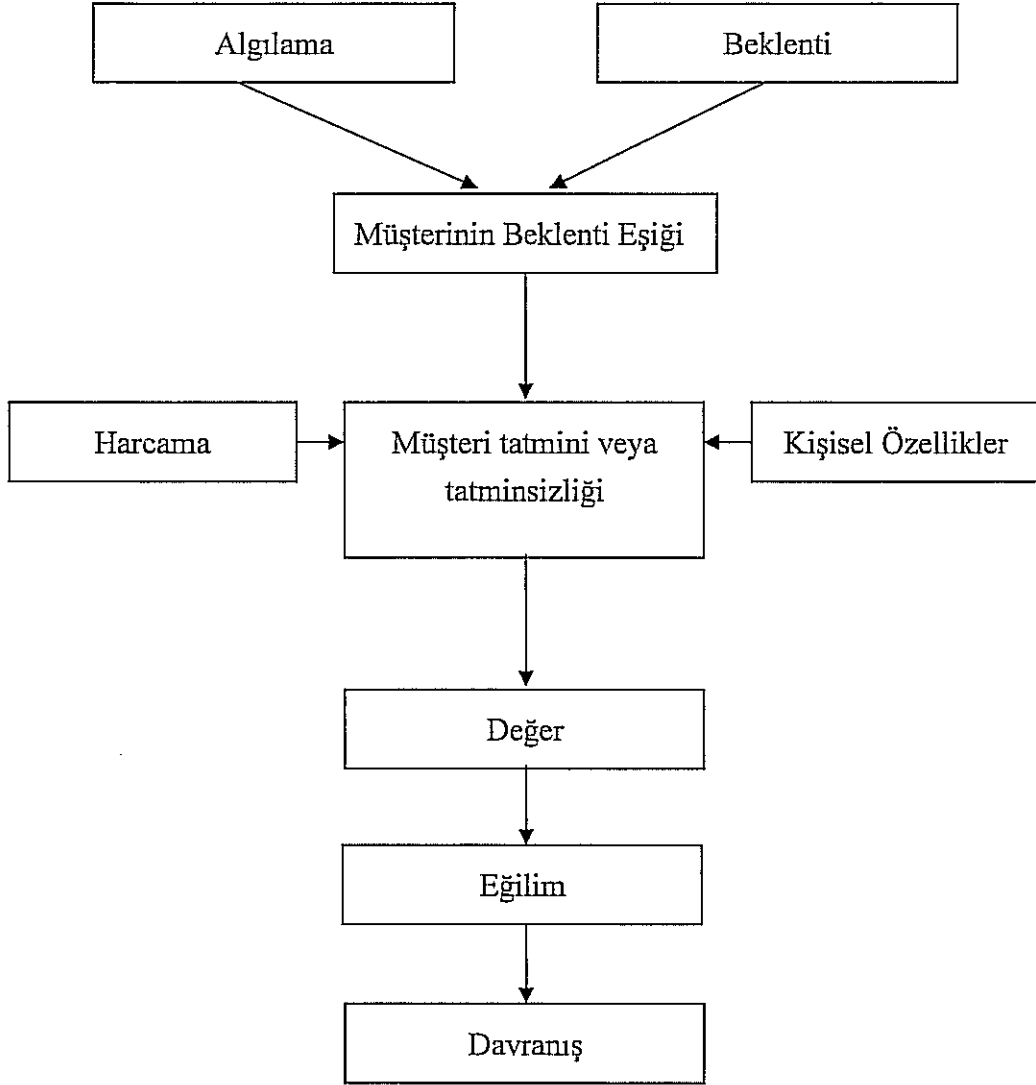 Algılama
Beklenti
Müşterinin Beklenti Eşiği
Harcama
Müşteri tatmini veya
tatminsizliği
Kişisel Özellikler
Değer
Eğilim
Davranış